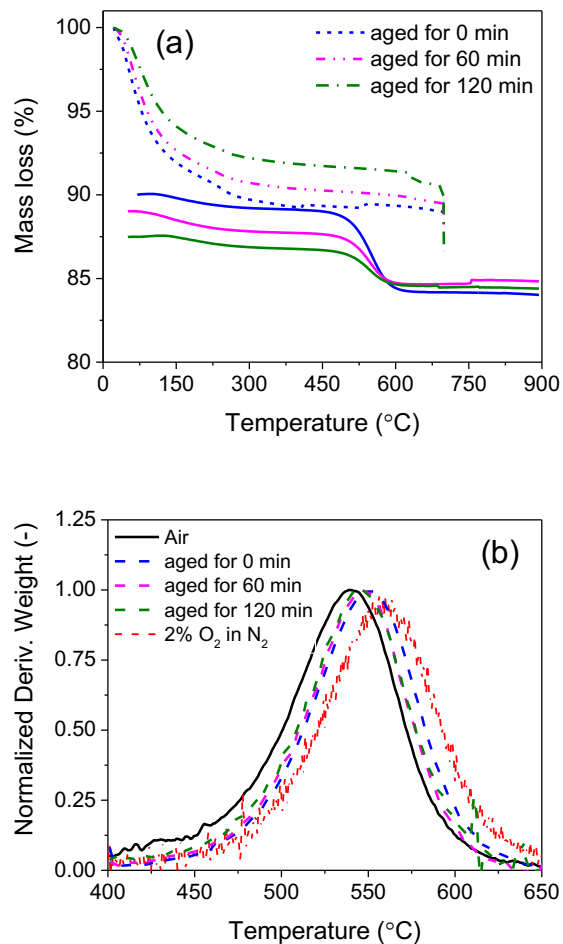 (a)
aged for 0 min
aged for 60 min
aged for 120 min
100
95
90
85
80
Mass loss (%)
0 150 300 450 600 750 900
Temperature (°C)
(b)
Air
aged for 0 min
aged for 60 min
aged for 120 min
2% O₂ in N₂
1.25
1.00
0.75
0.50
0.25
0.00
Normalized Deriv. Weight (-)
400 450 500 550 600 650
Temperature (°C)